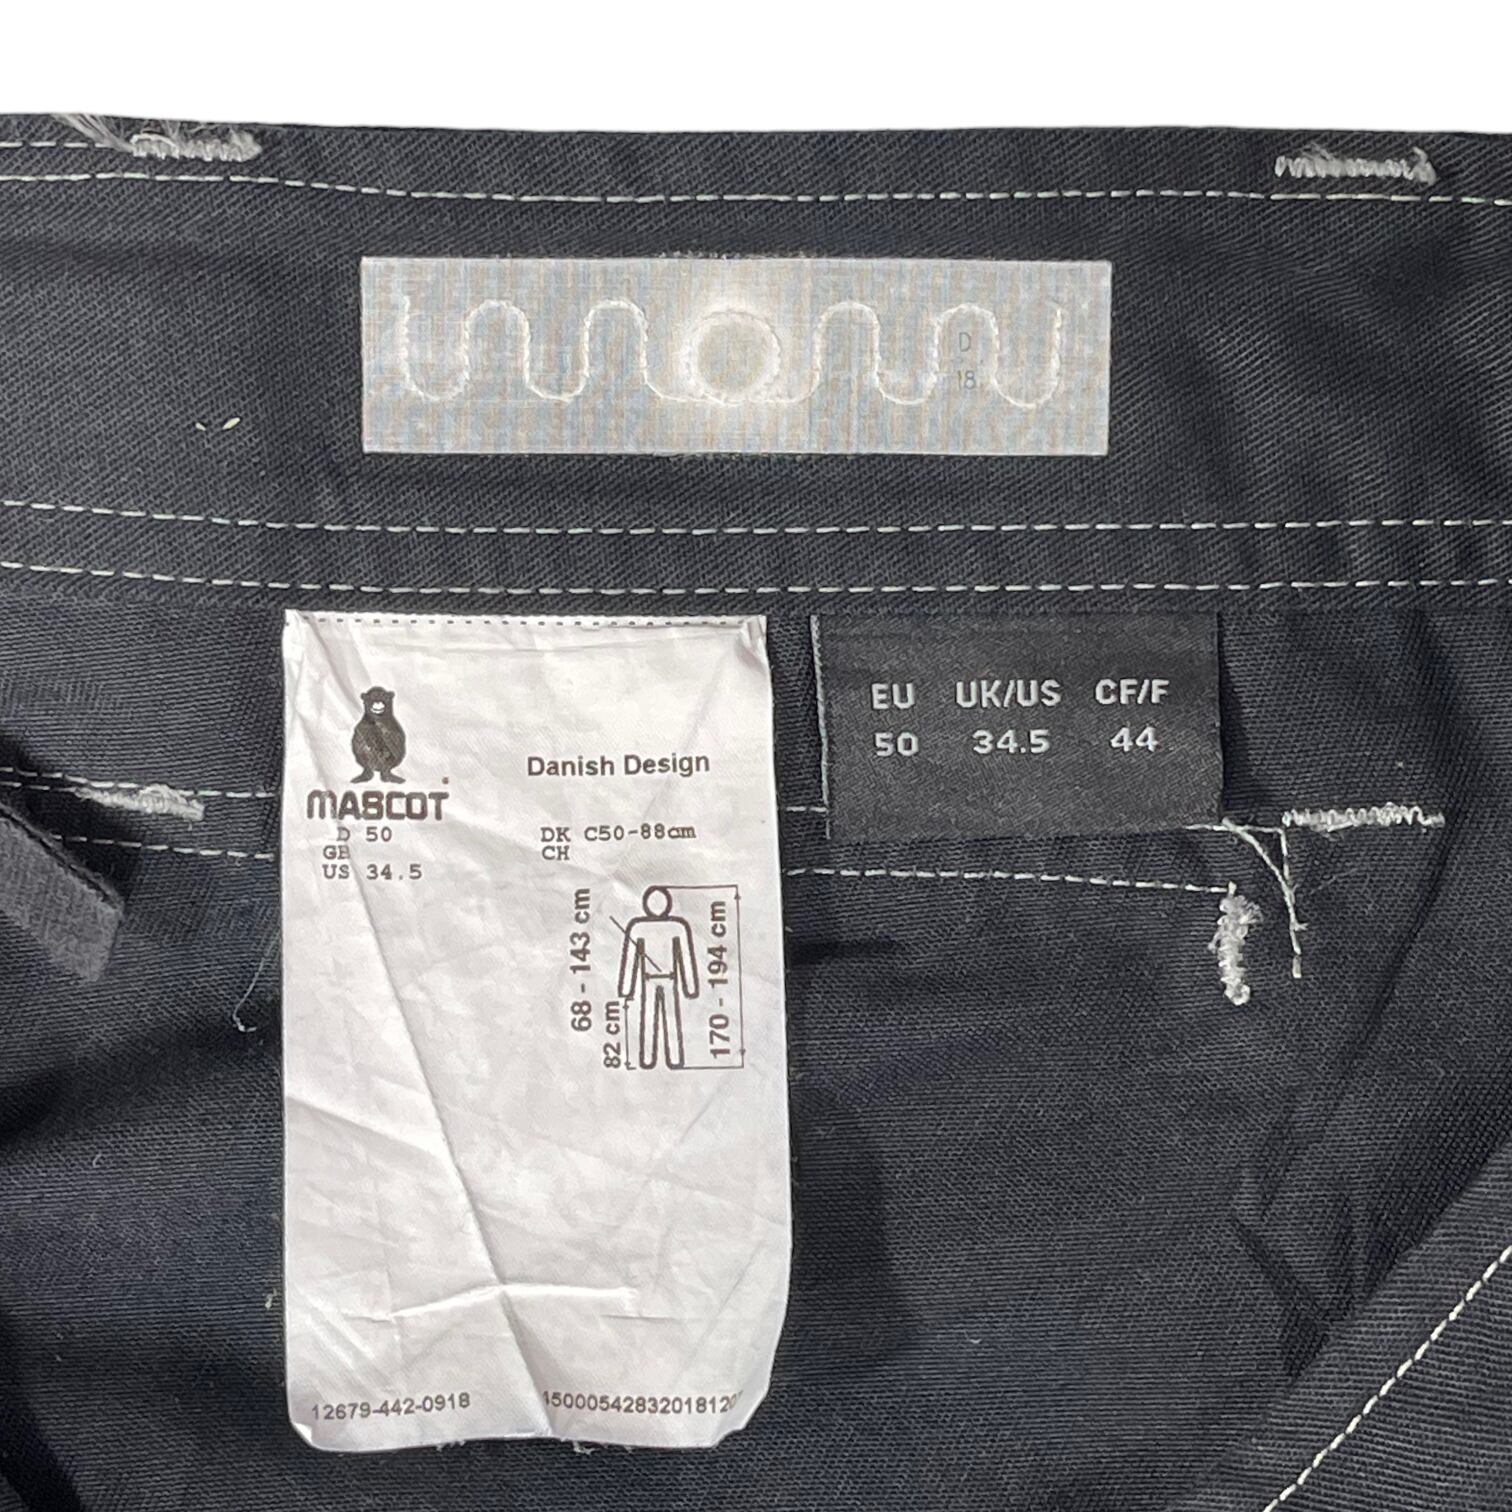 D
18
EU UK/US CF/F
50 34.5 44
Danish Design
MASCOT
D 50
GB
US 34.5
DK C50-88cm
CH
68 - 143 cm
82 cm
170 - 194 cm
12679-442-0918